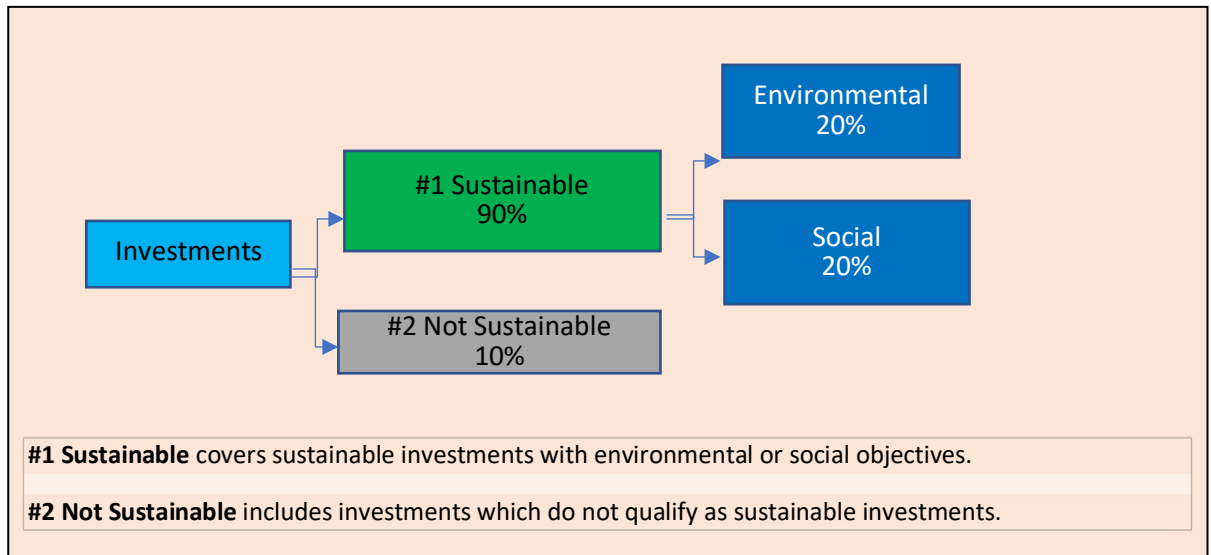 Environmental
20%
#1 Sustainable
90%
Social
20%
Investments
#2 Not Sustainable
10%
#1 Sustainable covers sustainable investments with environmental or social objectives.
#2 Not Sustainable includes investments which do not qualify as sustainable investments.